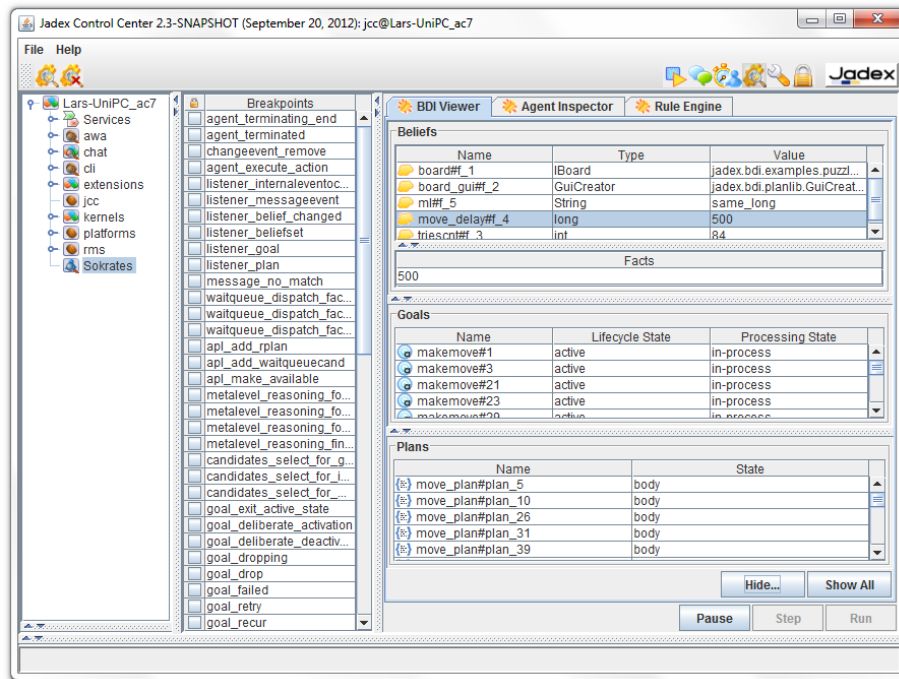 Jadex Control Center 2.3-SNAPSHOT (September 20, 2012): jcc@Lars-UniPC_ac7
File Help
Jadex
Lars-UniPC_ac7
Services
awa
chat
cli
extensions
jcc
kernels
platforms
rms
Sokrates
Breakpoints
agent_terminating_end
agent_terminated
changeevent_remove
agent_execute_action
listener_internaleventoc...
listener_messageevent
listener_belief_changed
listener_beliefset
listener_goal
listener_plan
message_no_match
waitqueue_dispatch_fac...
waitqueue_dispatch_fac...
waitqueue_dispatch_fac...
apl_add_rplan
apl_add_waitqueuecand
apl_make_available
metalevel_reasoning_fo...
metalevel_reasoning_fo...
metalevel_reasoning_fo...
metalevel_reasoning_fin...
candidates_select_for_g...
candidates_select_for_i...
candidates_select_for_...
goal_exit_active_state
goal_deliberate_activation
goal_deliberate_deactiv...
goal_dropping
goal_drop
goal_failed
goal_retry
goal_recur
BDI Viewer Agent Inspector Rule Engine
Beliefs
Name Type Value
board#f_1 IBoard jadex.bdi.examples.puzzl...
board_gui#f_2 GuiCreator jadex.bdi.planlib.GuiCreat...
ml#f_5 String same_long
move_delay#f_4 long 500
triescnt#f_3 int 84
Facts
500
Goals
Name Lifecycle State Processing State
makemove#1 active in-process
makemove#3 active in-process
makemove#21 active in-process
makemove#23 active in-process
makemove#29 active in-process
Plans
Name State
move_plan#plan_5 body
move_plan#plan_10 body
move_plan#plan_26 body
move_plan#plan_31 body
move_plan#plan_39 body
Hide... Show All
Pause Step Run